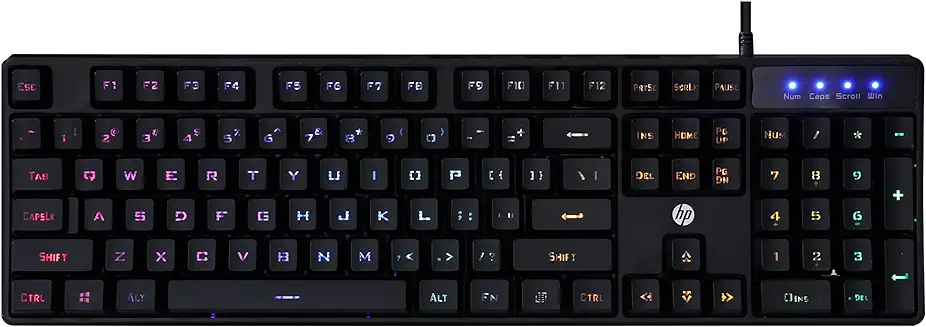 Esc F1 F2 F3 F4 F5 F6 F7 F8 F9 F10 F11 F12 PrtSc ScrLk Pause
Num Caps Scroll Win
~ 1! 2@ 3# 4$ 5% 6^ 7& 8* 9( 0) - =+ ← Ins Home Pg Up Num / * -
Tab Q W E R T Y U I O P [{ ]} \| Del End Pg Dn 7 8 9 +
CapsLk A S D F G H J K L ;: '" ← hp 4 5 6
Shift Z X C V B N M ,< .> /? Shift 1 2 3
Ctrl Alt Alt Fn Ctrl 0Ins .Del